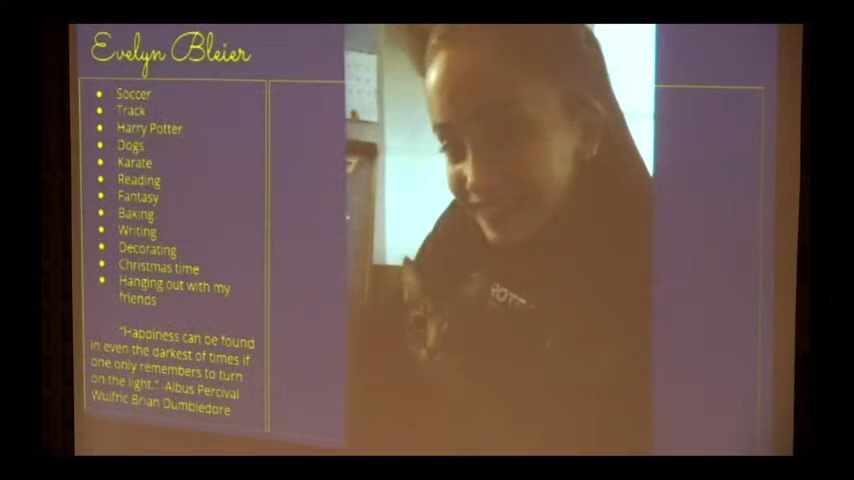 Evelyn Bleier
• Soccer
• Track
• Harry Potter
• Dogs
• Karate
• Reading
• Fantasy
• Baking
• Writing
• Decorating
• Christmas time
• Hanging out with my
friends
"Happiness can be found
in even the darkest of times if
one only remembers to turn
on the light." -Albus Percival
Wulfric Brian Dumbledore